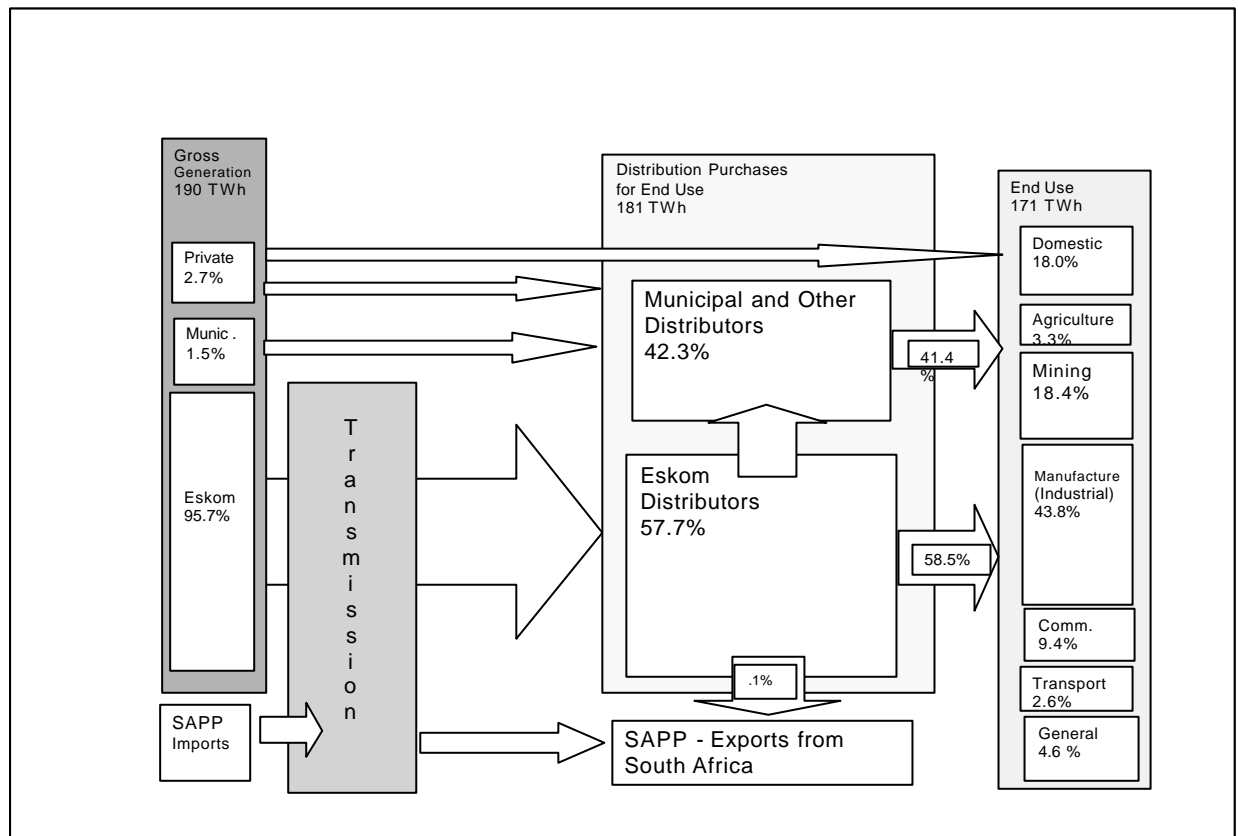 Gross
Generation
190 TWh
Private
2.7%
Munic .
1.5%
Eskom
95.7%
SAPP
Imports
T
r
a
n
s
m
i
s
s
i
o
n
Distribution Purchases
for End Use
181 TWh
Municipal and Other
Distributors
42.3%
Eskom
Distributors
57.7%
.1%
SAPP - Exports from
South Africa
41.4
%
58.5%
End Use
171 TWh
Domestic
18.0%
Agriculture
3.3%
Mining
18.4%
Manufacture
(Industrial)
43.8%
Comm.
9.4%
Transport
2.6%
General
4.6 %